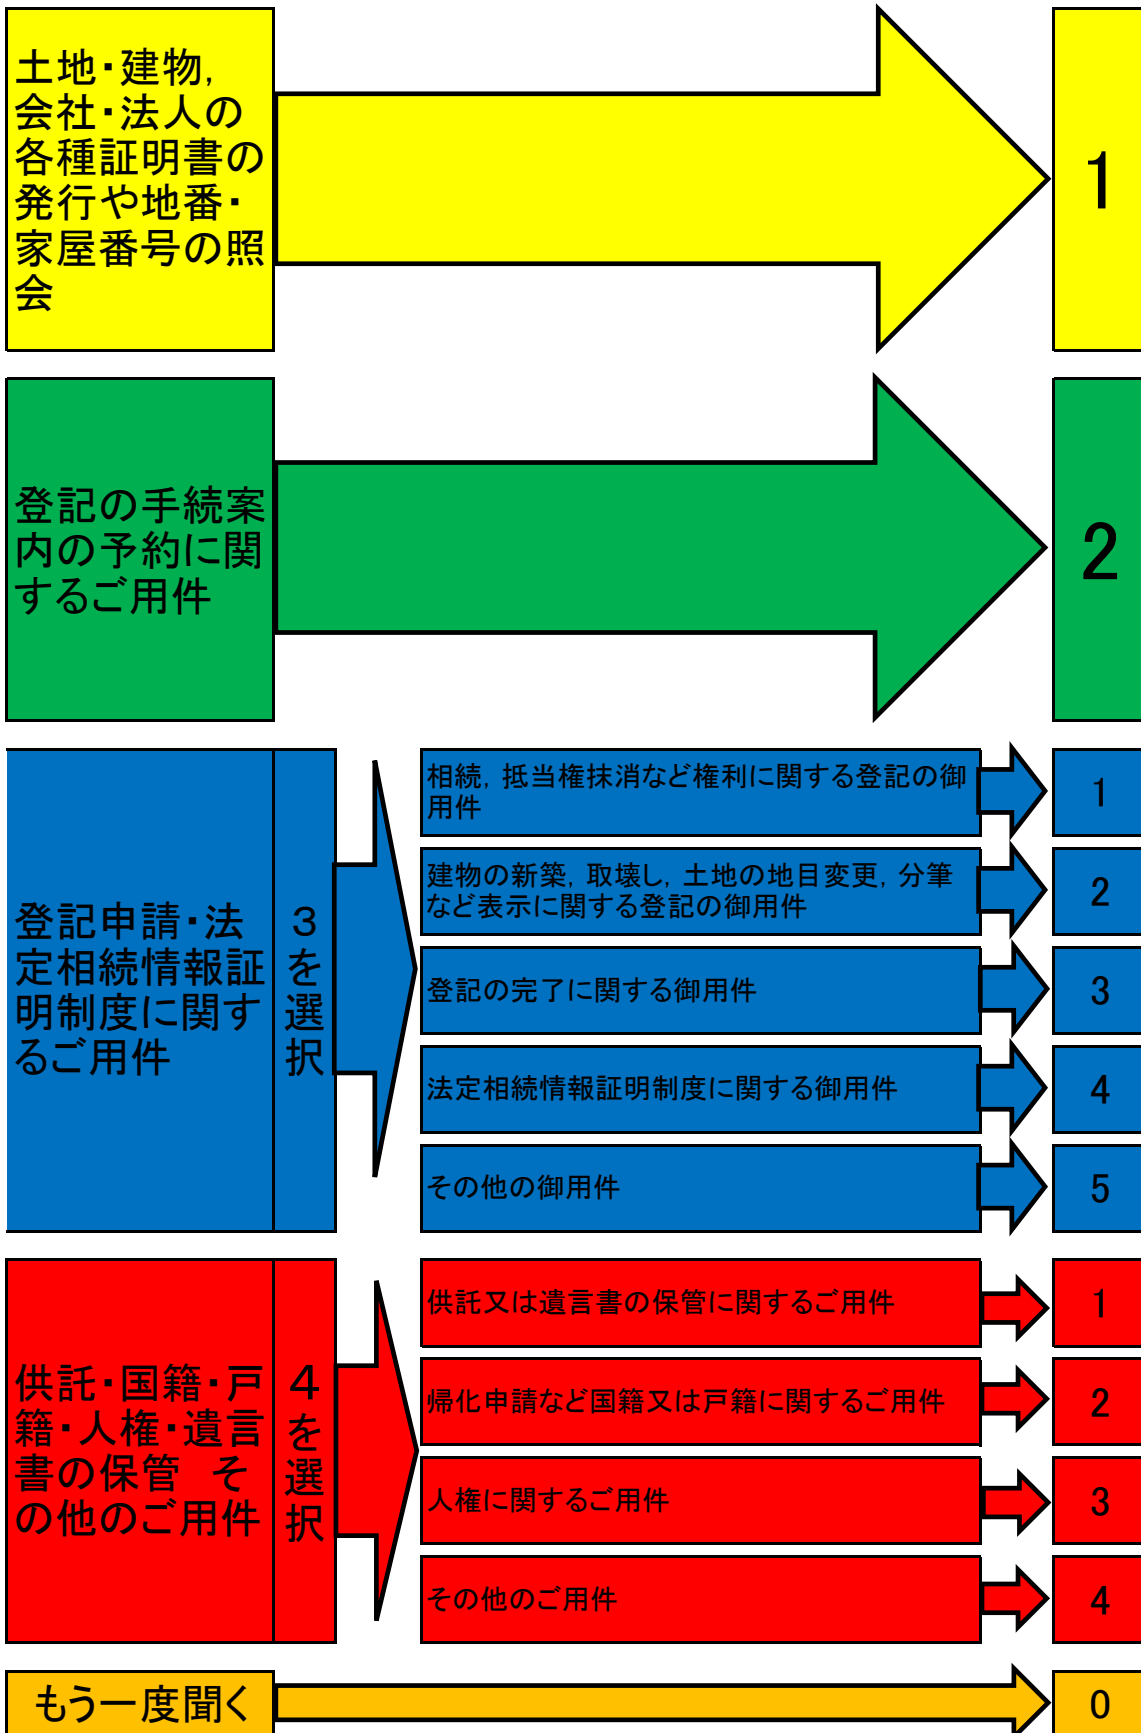 土地・建物,
会社・法人の
各種証明書の
発行や地番・
家屋番号の照
会
1
登記の手続案
内の予約に関
するご用件
2
登記申請・法
定相続情報証
明制度に関す
るご用件
3
を
選
択
相続, 抵当権抹消など権利に関する登記の御
用件
1
建物の新築, 取壊し, 土地の地目変更, 分筆
など表示に関する登記の御用件
2
登記の完了に関する御用件
3
法定相続情報証明制度に関する御用件
4
その他の御用件
5
供託・国籍・戸
籍・人権・遺言
書の保管　そ
の他のご用件
4
を
選
択
供託又は遺言書の保管に関するご用件
1
帰化申請など国籍又は戸籍に関するご用件
2
人権に関するご用件
3
その他のご用件
4
もう一度聞く
0